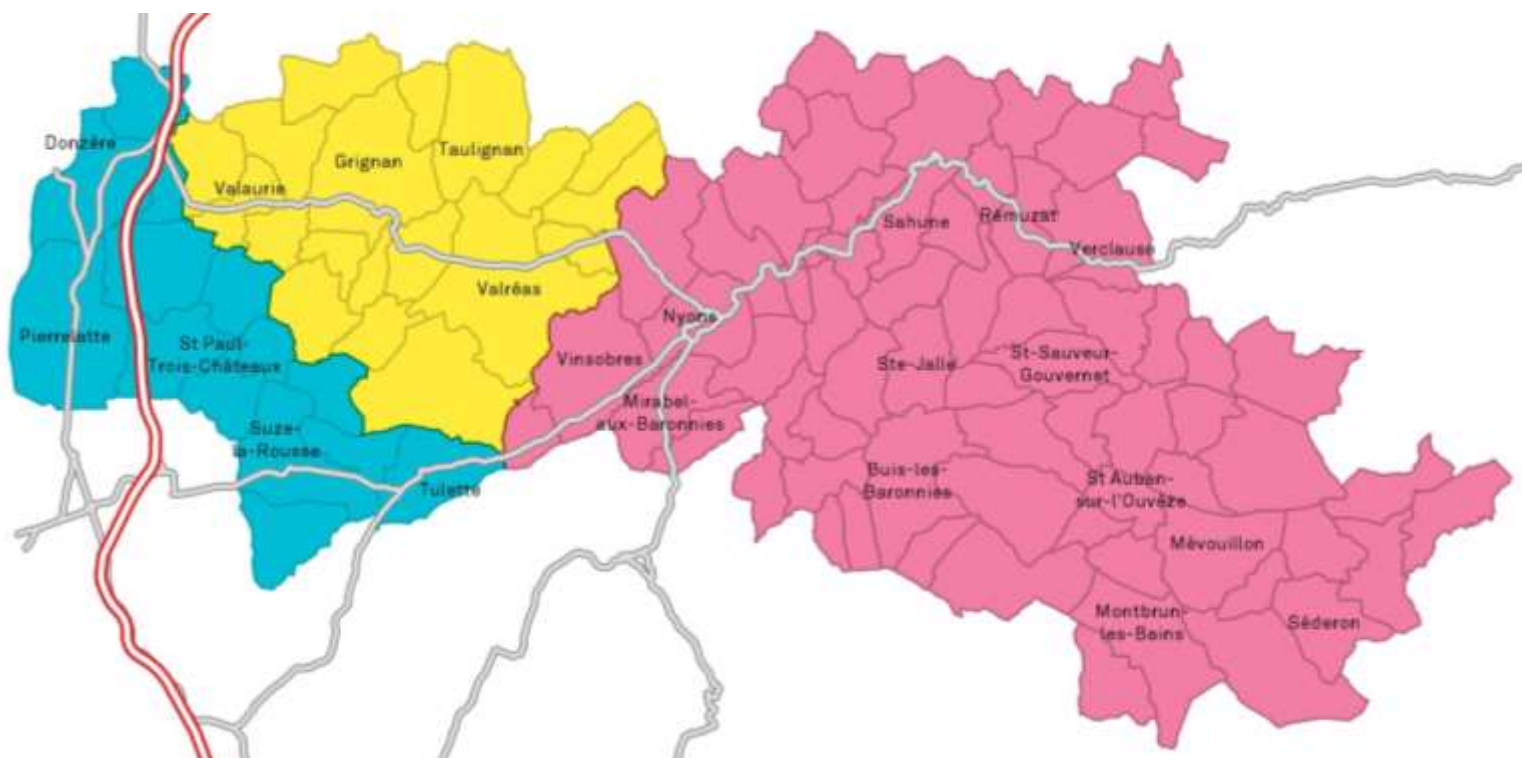 Donzère
Grignan
Taulignan
Valaurie
Sahune
Rémuzat
Verclause
Valréas
Nyons
Pierrelatte
St Paul-
Trois-Châteaux
Vinsobres
Ste-Jalle
St-Sauveur-
Gouvernet
Mirabel-
aux-Baronnies
Suze-
la-Rousse
Tulette
Buis-les-
Baronnies
St Auban-
sur-l'Ouvèze
Mévouillon
Montbrun-
les-Bains
Séderon